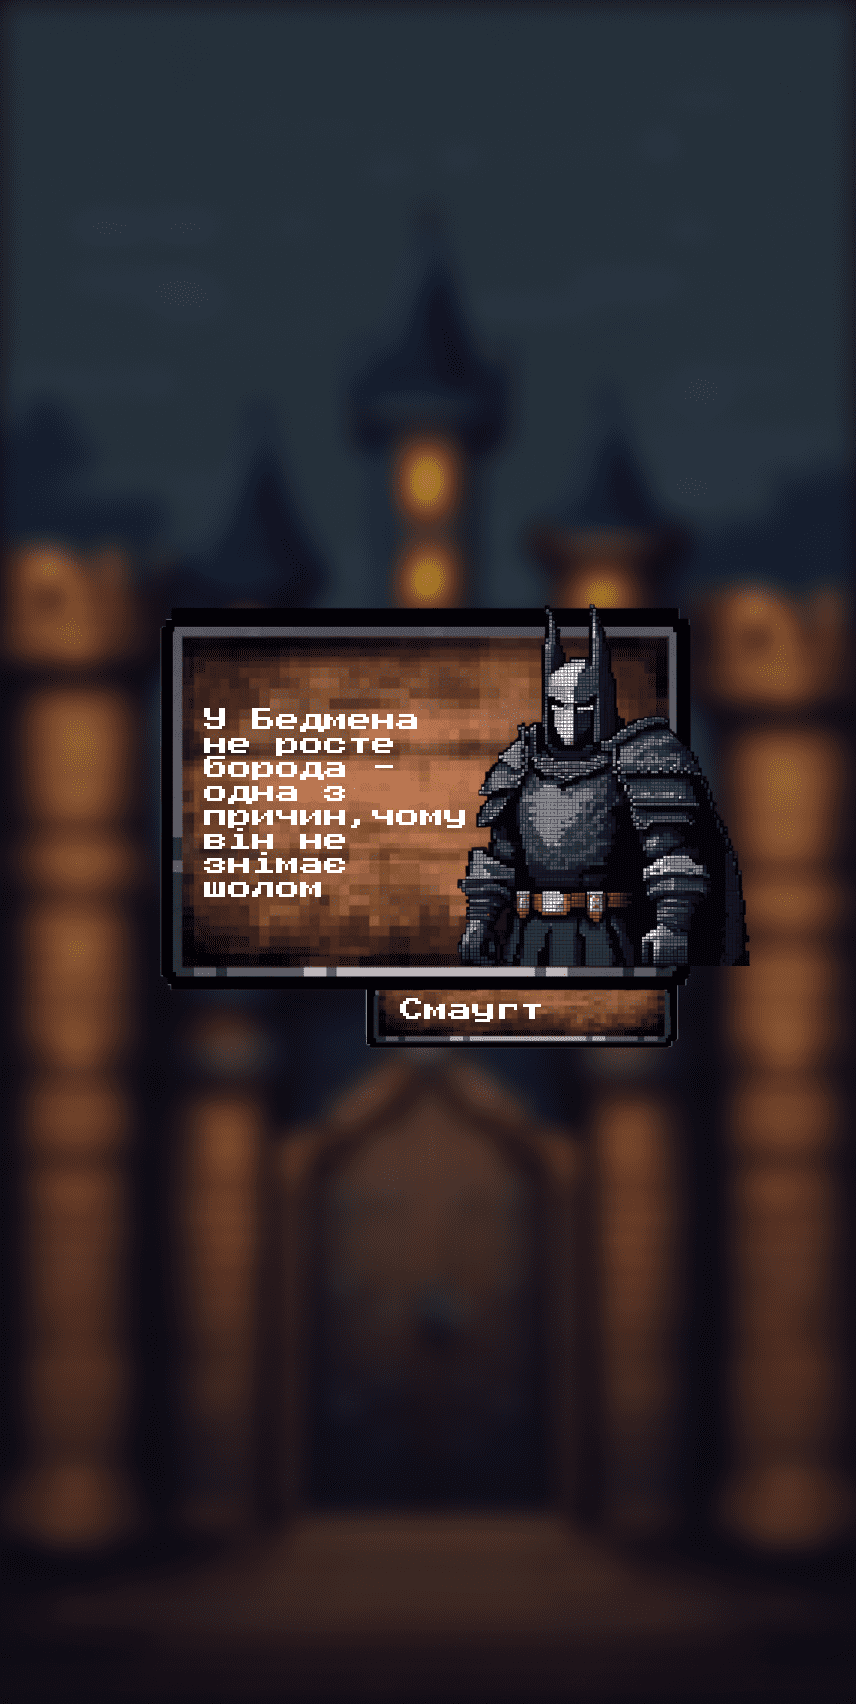 У Бедмена
не росте
борода -
одна з
причин,чому
він не
знімає
шолом
Смаугт